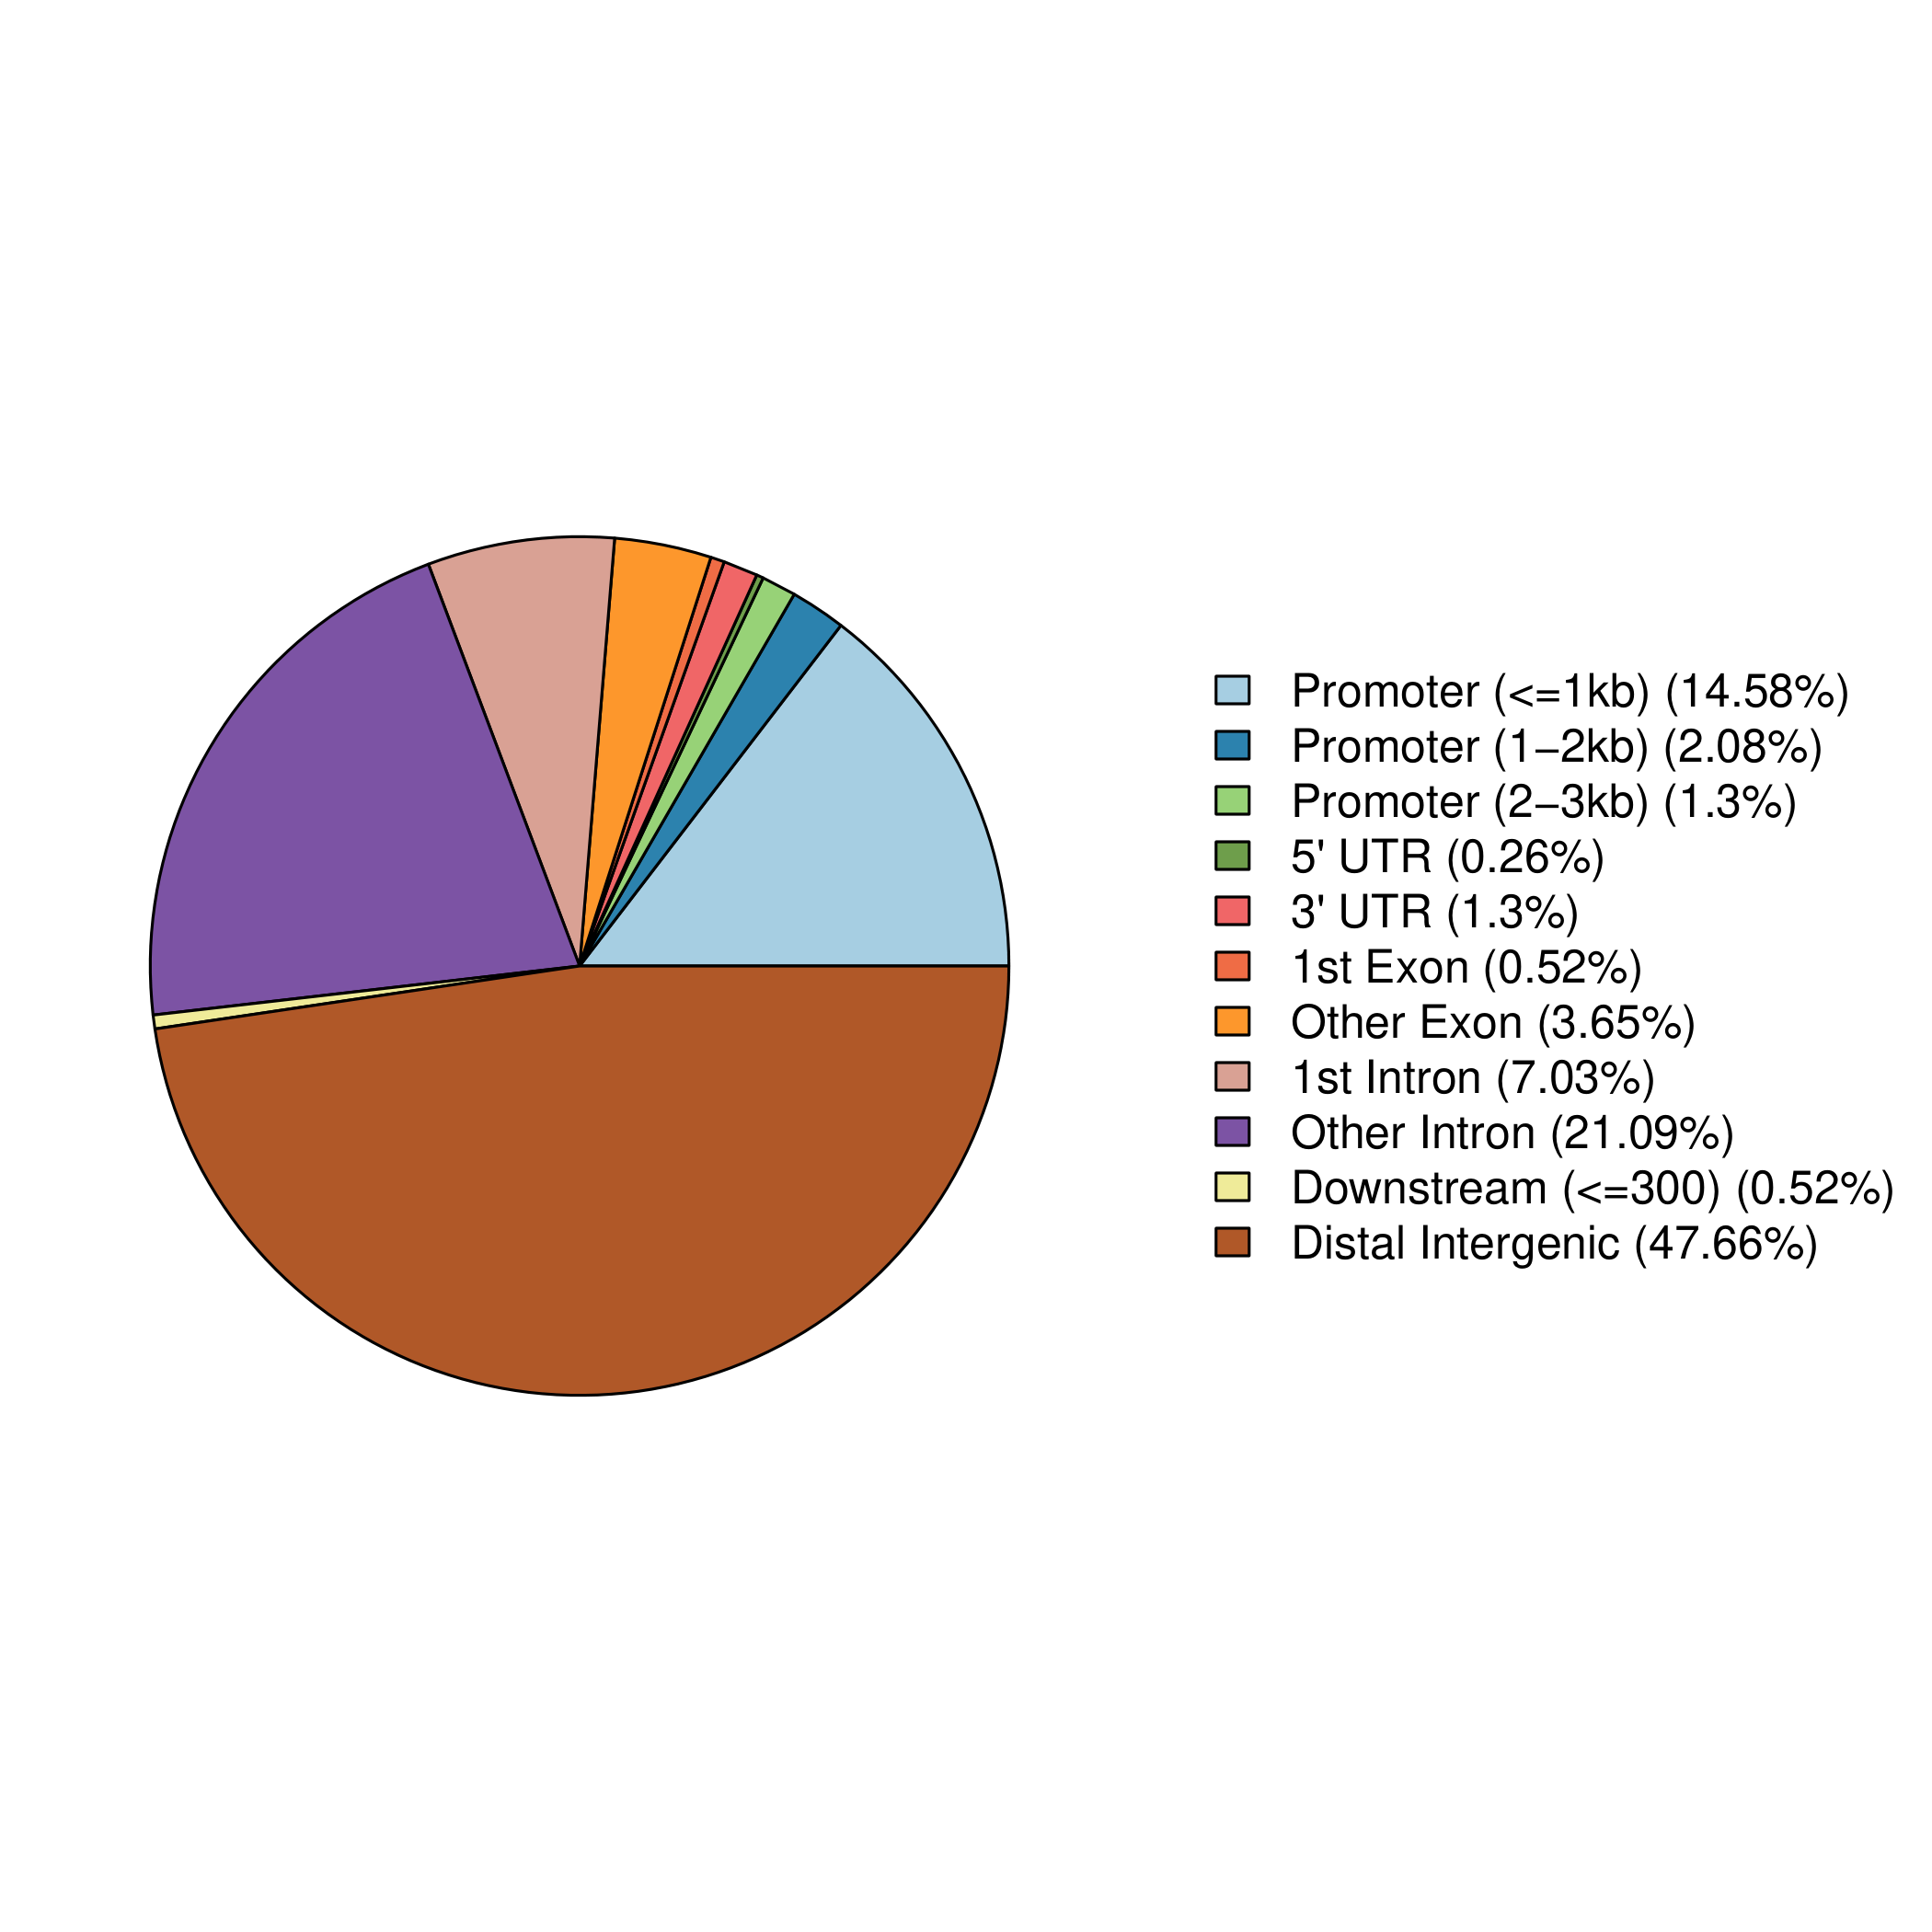 Promoter (<=1kb) (14.58%)
Promoter (1−2kb) (2.08%)
Promoter (2−3kb) (1.3%)
5' UTR (0.26%)
3' UTR (1.3%)
1st Exon (0.52%)
Other Exon (3.65%)
1st Intron (7.03%)
Other Intron (21.09%)
Downstream (<=300) (0.52%)
Distal Intergenic (47.66%)